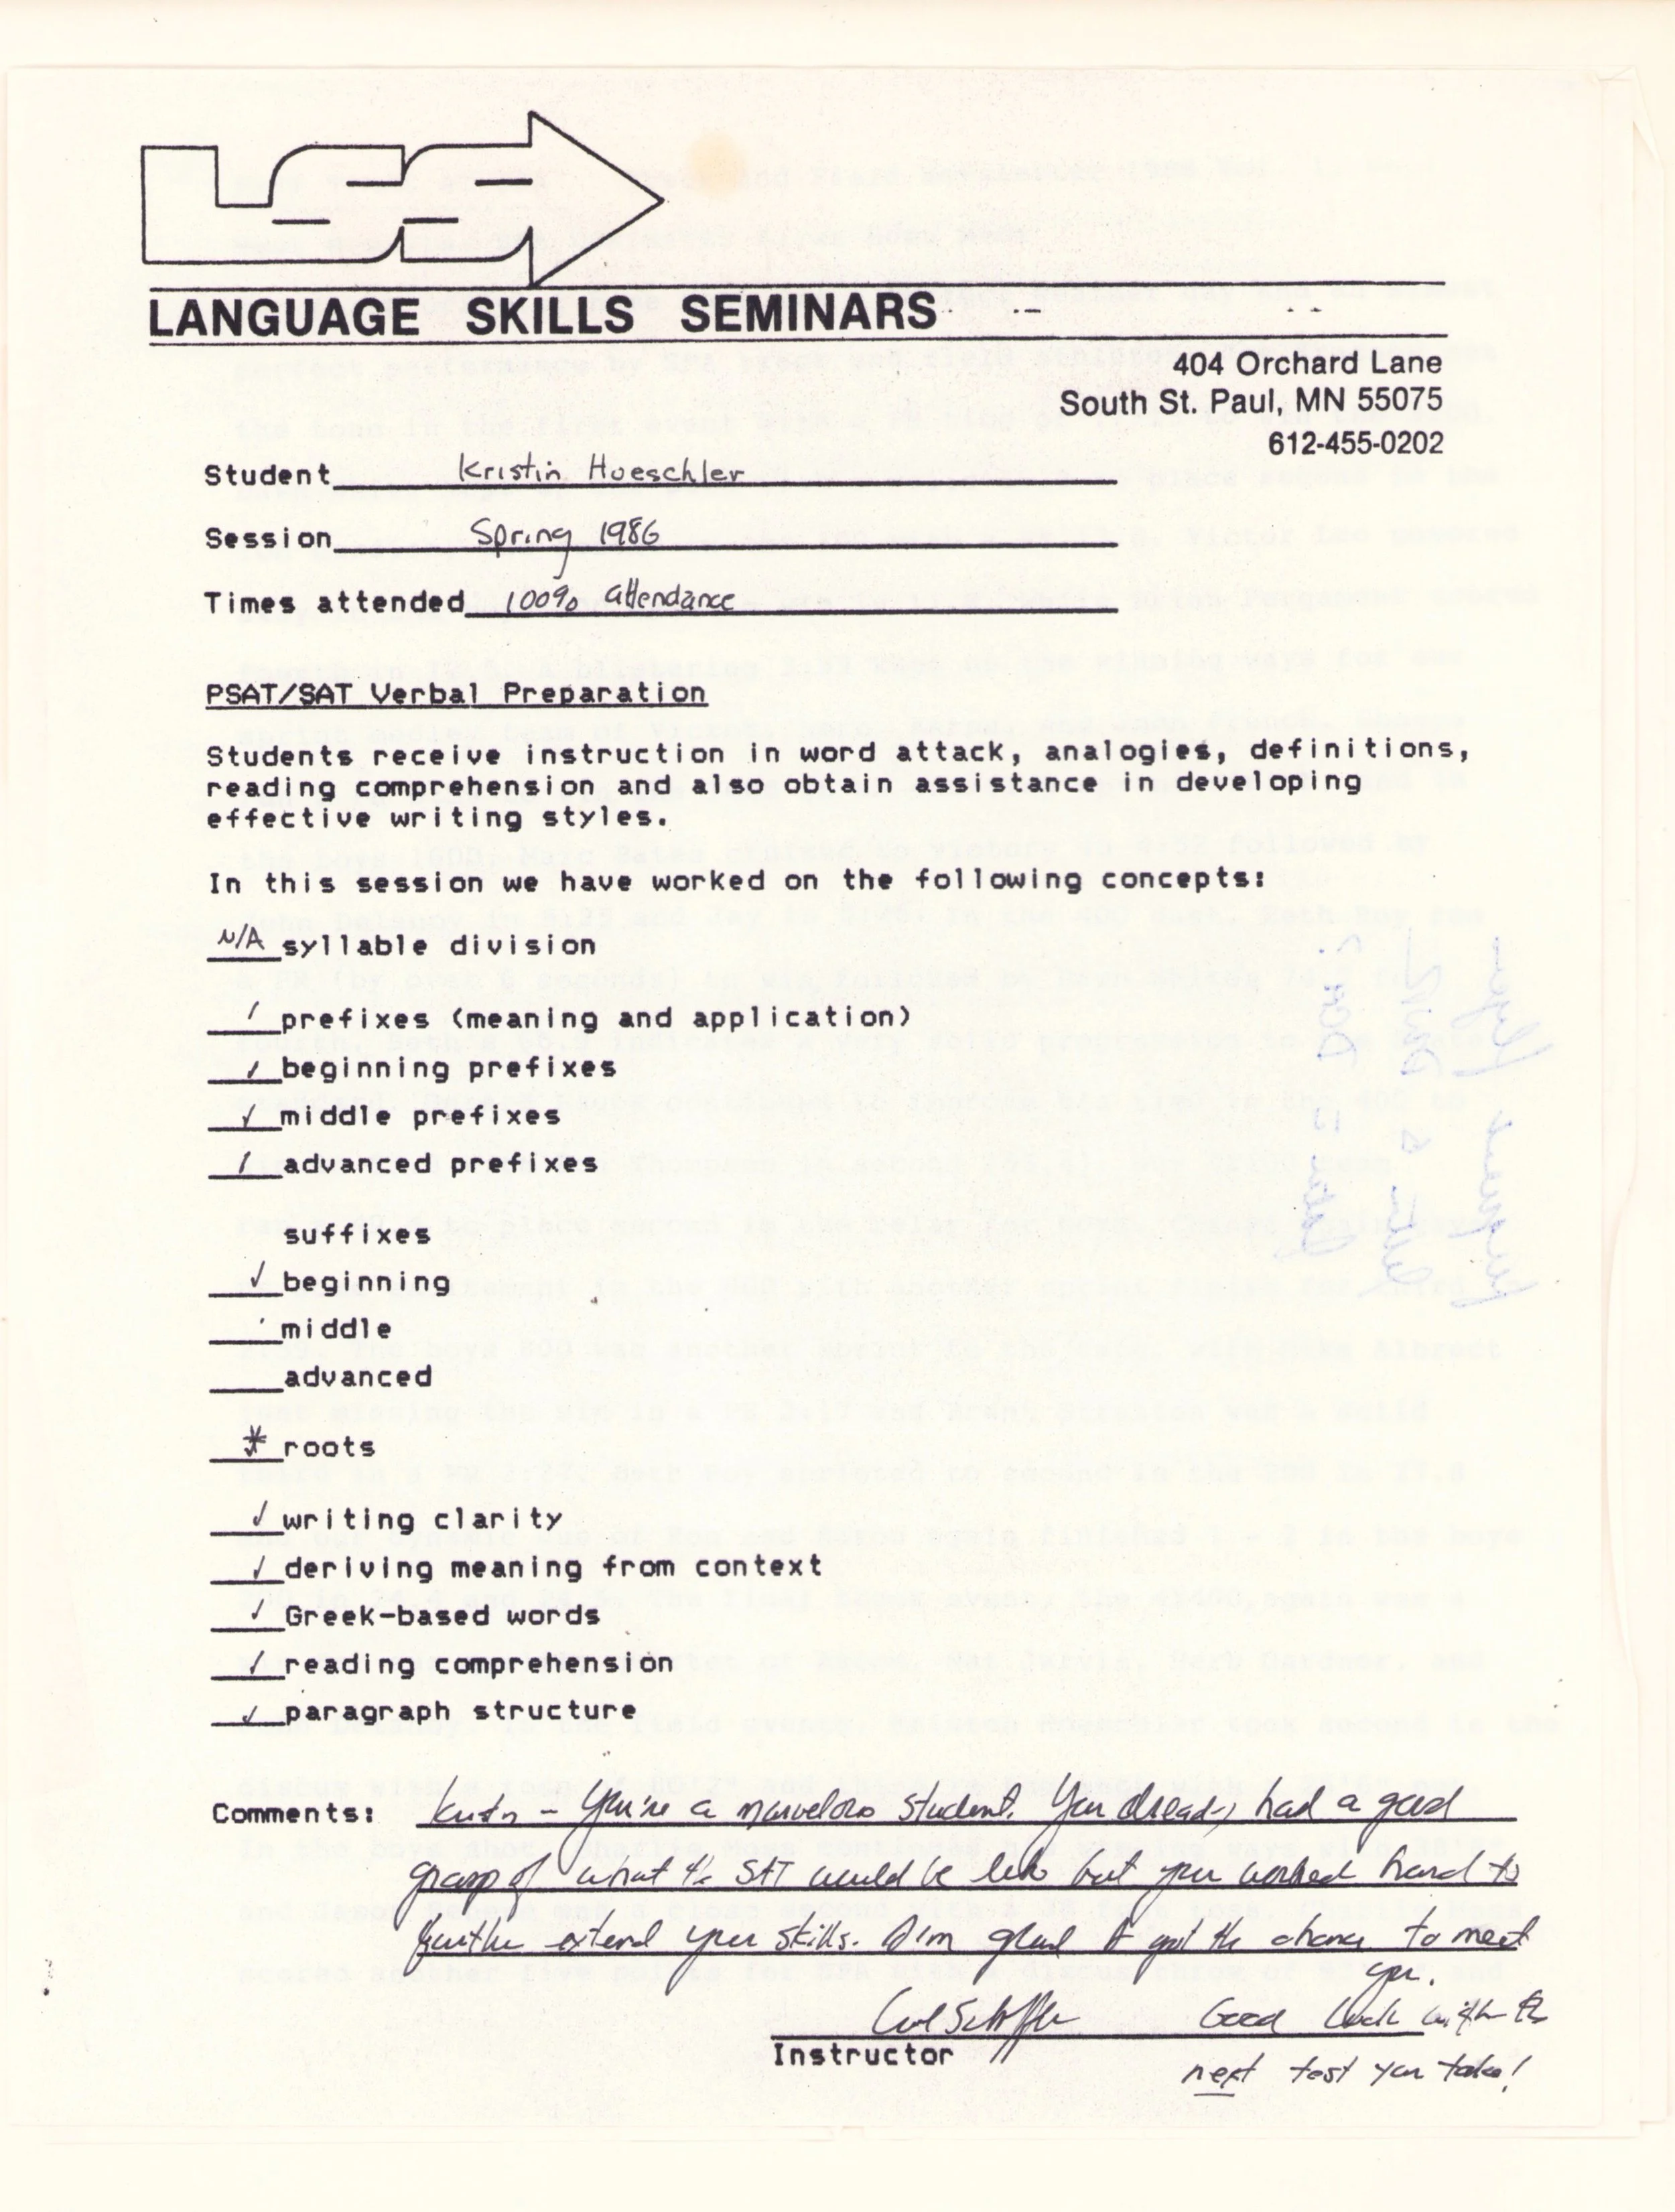 LSS
LANGUAGE SKILLS SEMINARS
404 Orchard Lane
South St. Paul, MN 55075
612-455-0202
Student Kristin Hoeschler
Session Spring 1986
Times attended 100% attendance
PSAT/SAT Verbal Preparation
Students receive instruction in word attack, analogies, definitions,
reading comprehension and also obtain assistance in developing
effective writing styles.
In this session we have worked on the following concepts:
N/A syllable division
✓ prefixes (meaning and application)
✓ beginning prefixes
✓ middle prefixes
✓ advanced prefixes
suffixes
✓ beginning
middle
advanced
* roots
✓ writing clarity
✓ deriving meaning from context
✓ Greek-based words
✓ reading comprehension
✓ paragraph structure
Comments: Kristin - You're a marvelous student. You already had a good
grasp of what the SAT would be like but you worked hard to
further extend your skills. I'm glad I got the chance to meet
you.
Good luck with the
Instructor
next test you take!